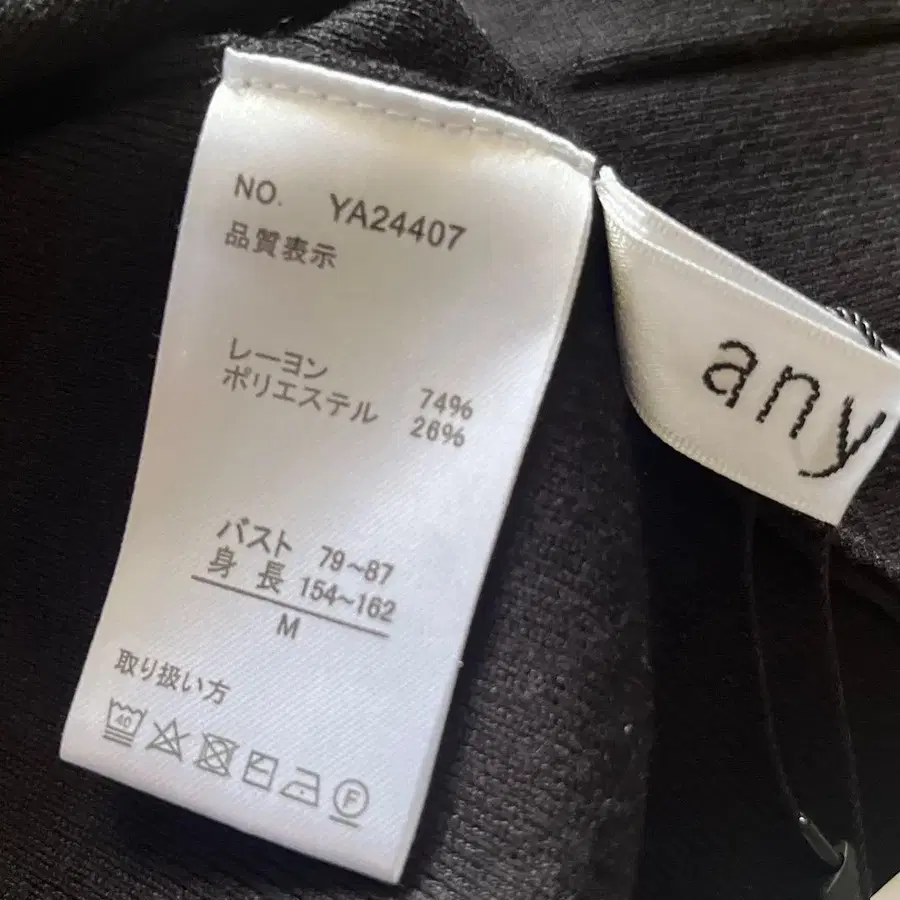 NO. YA24407
品質表示
レーヨン 74%
ポリエステル 26%
バスト 79~87
身長 154~162
M
取り扱い方
40
F
any